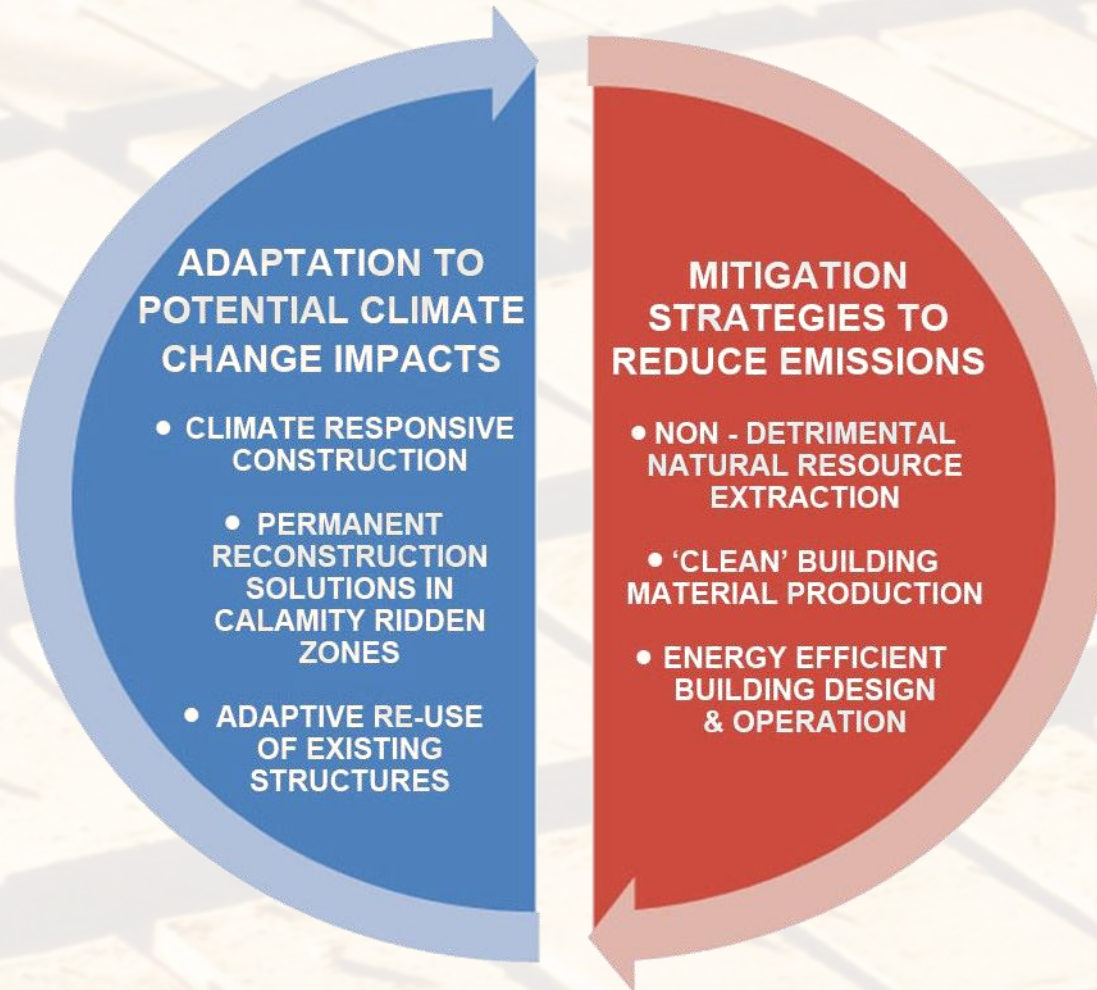 ADAPTATION TO
POTENTIAL CLIMATE
CHANGE IMPACTS
• CLIMATE RESPONSIVE
CONSTRUCTION
• PERMANENT
RECONSTRUCTION
SOLUTIONS IN
CALAMITY RIDDEN
ZONES
• ADAPTIVE RE-USE
OF EXISTING
STRUCTURES
MITIGATION
STRATEGIES TO
REDUCE EMISSIONS
• NON - DETRIMENTAL
NATURAL RESOURCE
EXTRACTION
• ‘CLEAN’ BUILDING
MATERIAL PRODUCTION
• ENERGY EFFICIENT
BUILDING DESIGN
& OPERATION